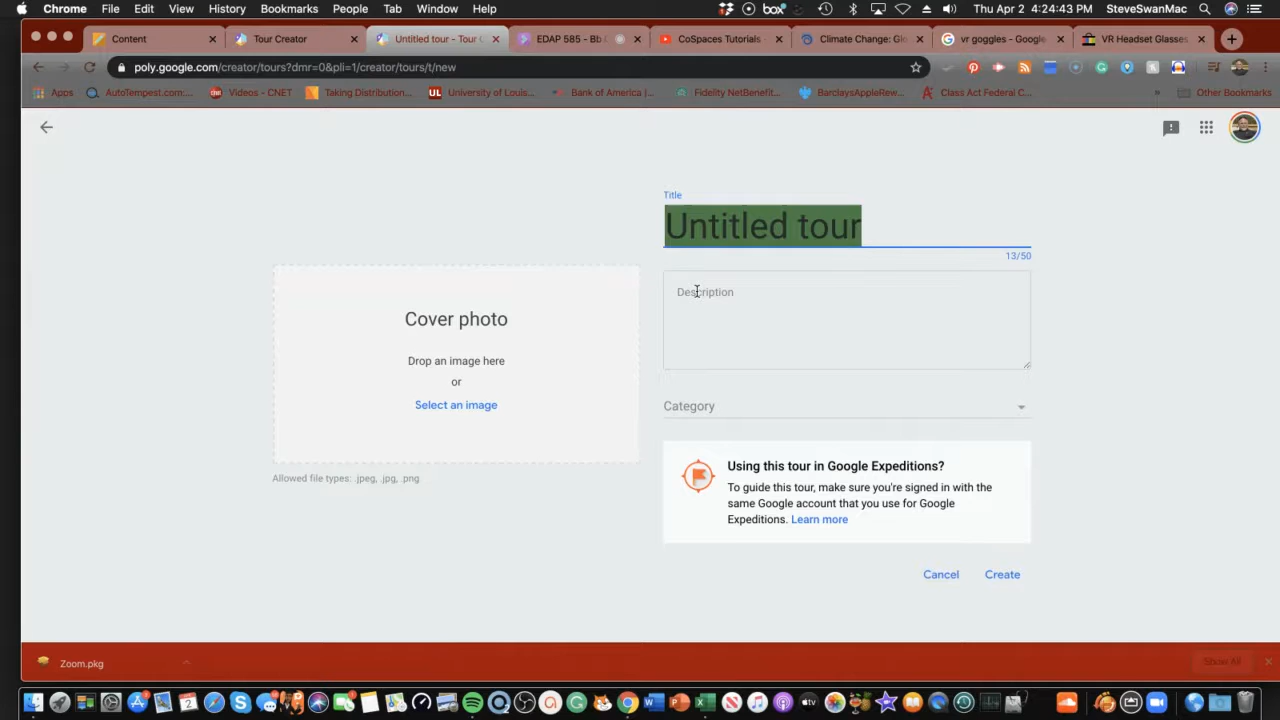 Chrome File Edit View History Bookmarks People Tab Window Help box Thu Apr 2 4:24:43 PM SteveSwanMac
Content Tour Creator Untitled tour - Tour C EDAP 585 - Bb C CoSpaces Tutorials - Climate Change: Glo vr goggles - Google VR Headset Glasses
poly.google.com/creator/tours?dmr=0&pli=1/creator/tours/t/new
Apps AutoTempest.com:... Videos - CNET Taking Distribution... UL University of Louis... Bank of America |... Fidelity NetBenefit... BarclaysAppleRew... Class Act Federal C... » Other Bookmarks
Title
Untitled tour
13/50
Description
Cover photo
Drop an image here
or
Select an image
Allowed file types: .jpeg, .jpg, .png
Category
Using this tour in Google Expeditions?
To guide this tour, make sure you're signed in with the
same Google account that you use for Google
Expeditions. Learn more
Cancel Create
Zoom.pkg Show All